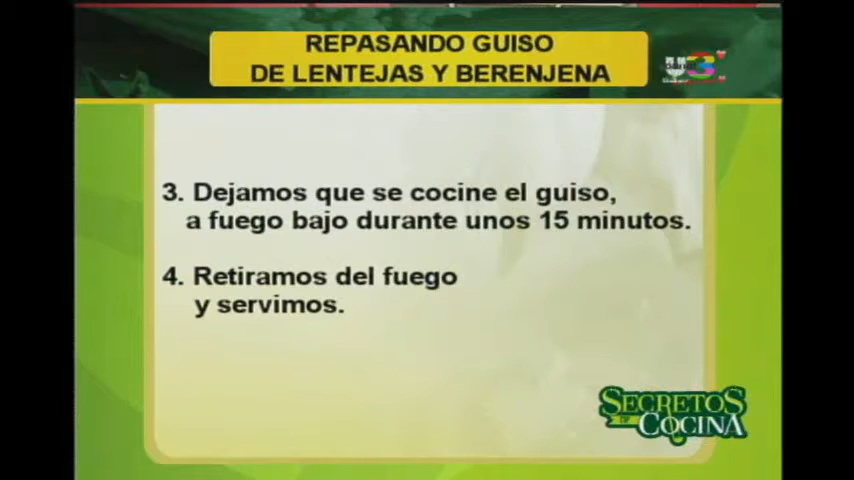 REPASANDO GUISO
DE LENTEJAS Y BERENJENA
3. Dejamos que se cocine el guiso,
a fuego bajo durante unos 15 minutos.
4. Retiramos del fuego
y servimos.
SECRETOS
DE COCINA